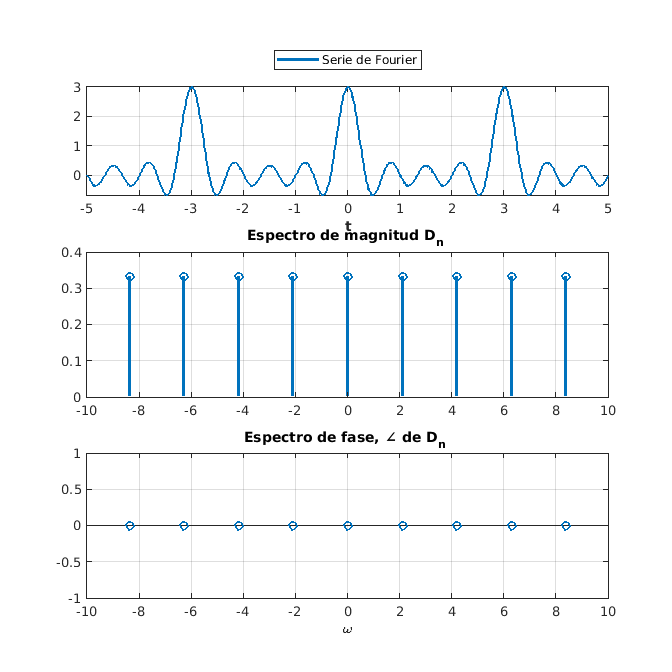 Serie de Fourier
3
2
1
0
-5 -4 -3 -2 -1 0 1 2 3 4 5
t
Espectro de magnitud Dn
0.4
0.3
0.2
0.1
0
-10 -8 -6 -4 -2 0 2 4 6 8 10
Espectro de fase, ∠ de Dn
1
0.5
0
-0.5
-1
-10 -8 -6 -4 -2 0 2 4 6 8 10
ω